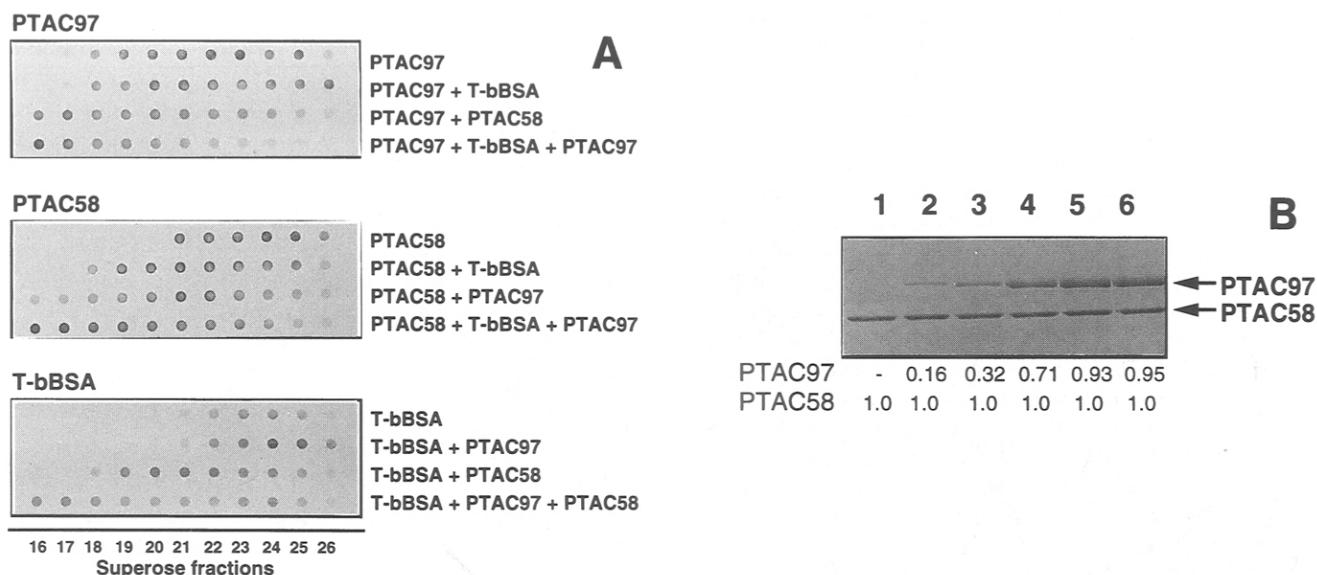 PTAC97
A
PTAC97
PTAC97 + T-bBSA
PTAC97 + PTAC58
PTAC97 + T-bBSA + PTAC97
PTAC58
PTAC58
PTAC58 + T-bBSA
PTAC58 + PTAC97
PTAC58 + T-bBSA + PTAC97
T-bBSA
T-bBSA
T-bBSA + PTAC97
T-bBSA + PTAC58
T-bBSA + PTAC97 + PTAC58
16 17 18 19 20 21 22 23 24 25 26
Superose fractions
1 2 3 4 5 6
B
PTAC97
PTAC58
PTAC97 - 0.16 0.32 0.71 0.93 0.95
PTAC58 1.0 1.0 1.0 1.0 1.0 1.0